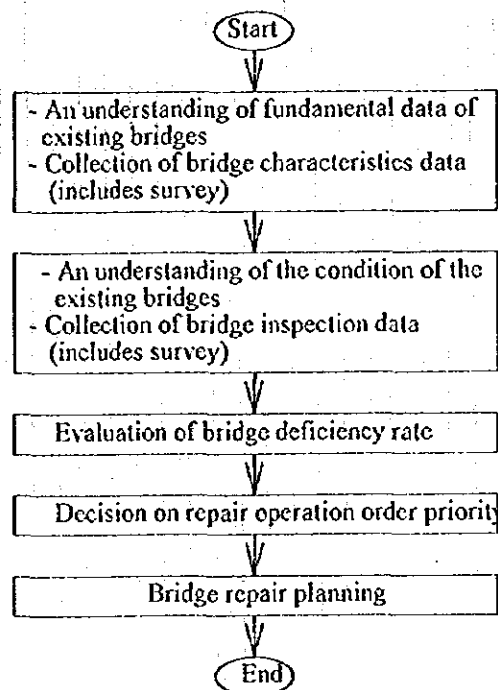 Start
- An understanding of fundamental data of
existing bridges
- Collection of bridge characteristics data
(includes survey)
- An understanding of the condition of the
existing bridges
- Collection of bridge inspection data
(includes survey)
Evaluation of bridge deficiency rate
Decision on repair operation order priority
Bridge repair planning
End